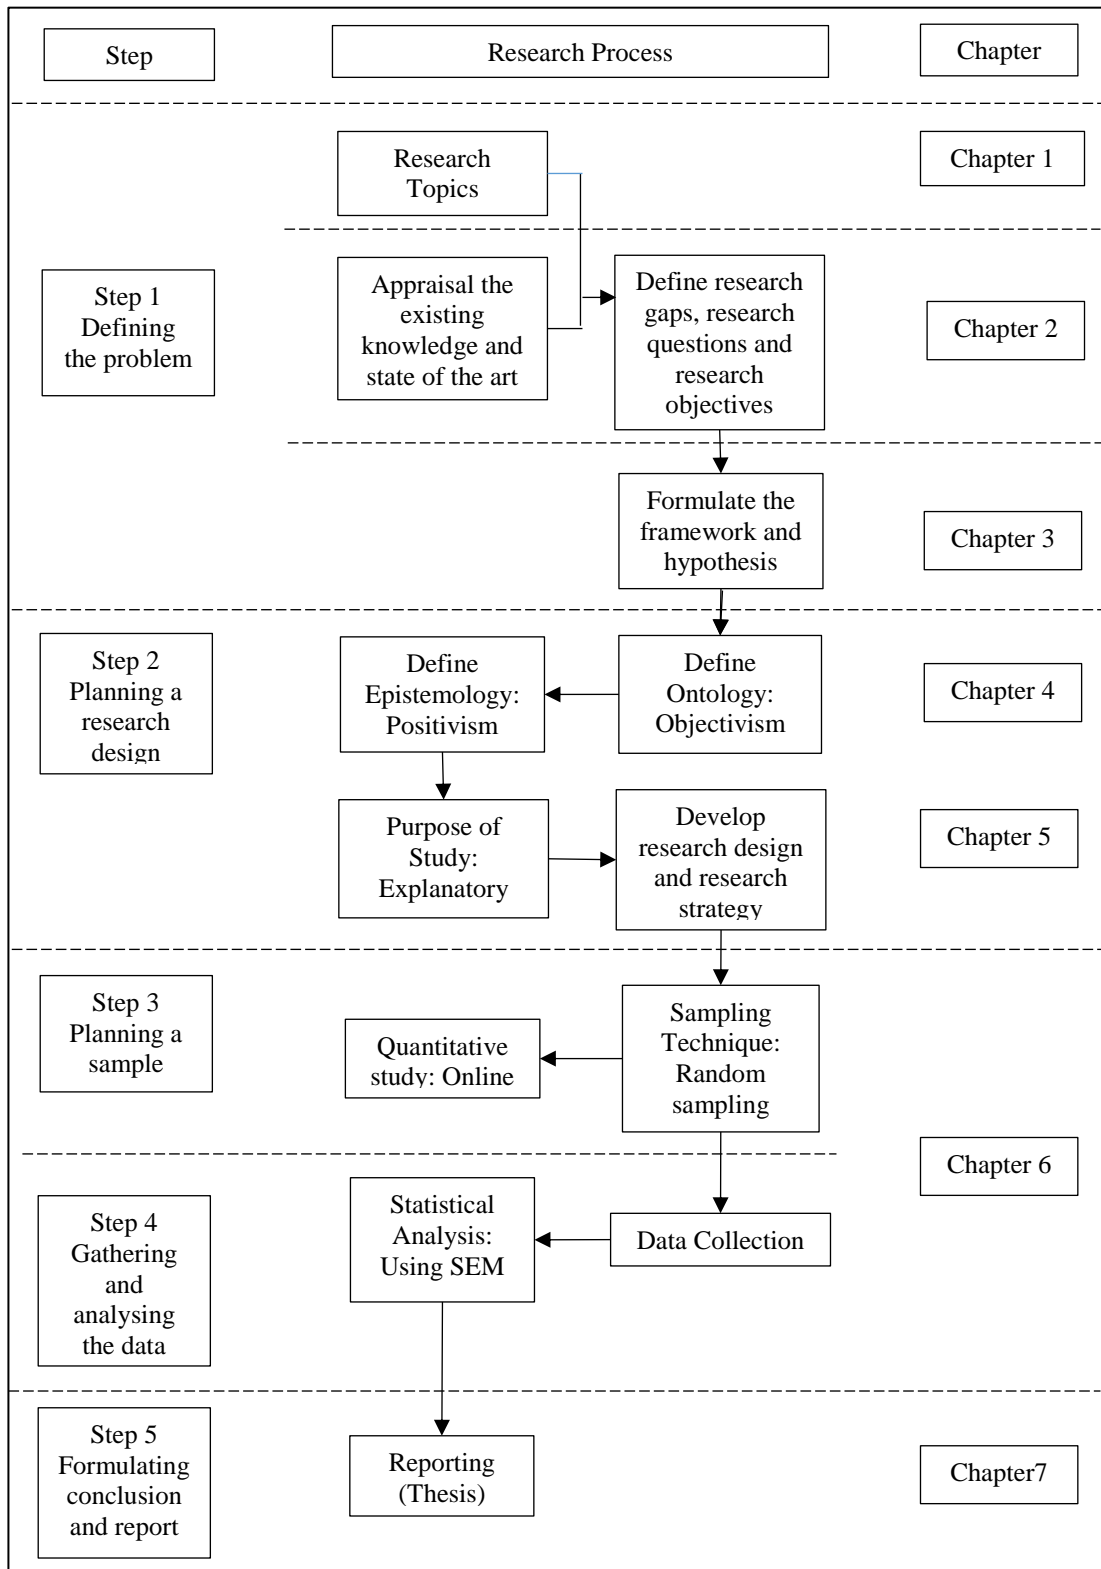 Step
Research Process
Chapter
Research
Topics
Chapter 1
Step 1
Defining
the problem
Appraisal the
existing
knowledge and
state of the art
Define research
gaps, research
questions and
research
objectives
Chapter 2
Formulate the
framework and
hypothesis
Chapter 3
Step 2
Planning a
research
design
Define
Epistemology:
Positivism
Define
Ontology:
Objectivism
Chapter 4
Purpose of
Study:
Explanatory
Develop
research design
and research
strategy
Chapter 5
Step 3
Planning a
sample
Quantitative
study: Online
Sampling
Technique:
Random
sampling
Chapter 6
Step 4
Gathering
and
analysing
the data
Statistical
Analysis:
Using SEM
Data Collection
Step 5
Formulating
conclusion
and report
Reporting
(Thesis)
Chapter7